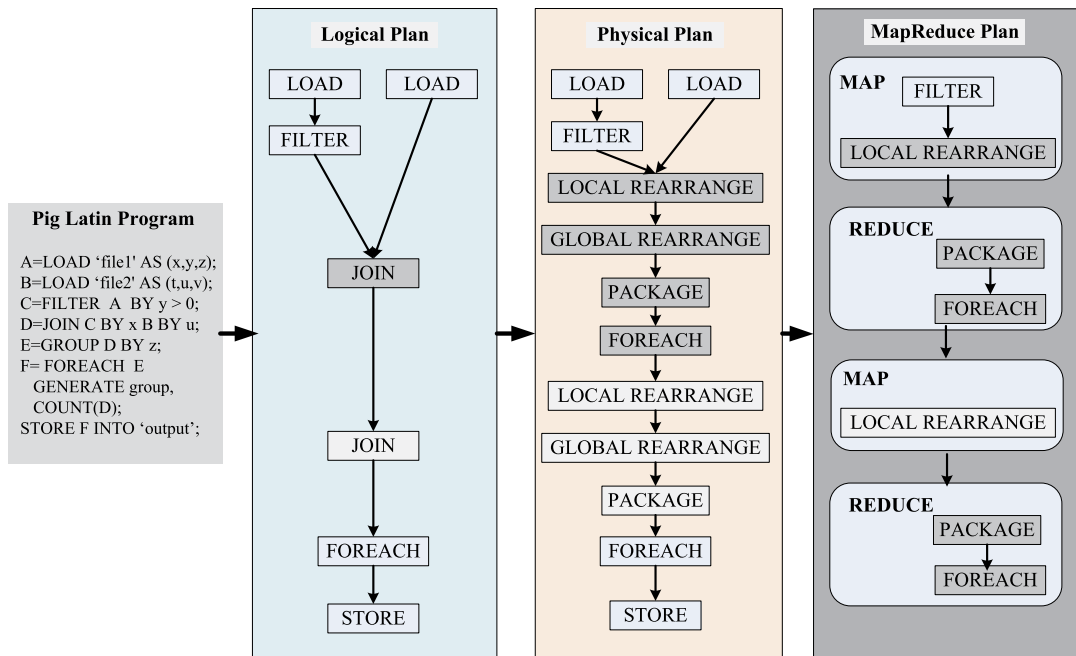 Pig Latin Program
A=LOAD ‘file1' AS (x,y,z);
B=LOAD ‘file2' AS (t,u,v);
C=FILTER A BY y > 0;
D=JOIN C BY x B BY u;
E=GROUP D BY z;
F= FOREACH E
GENERATE group,
COUNT(D);
STORE F INTO ‘output’;
Logical Plan
LOAD
LOAD
FILTER
JOIN
JOIN
FOREACH
STORE
Physical Plan
LOAD
LOAD
FILTER
LOCAL REARRANGE
GLOBAL REARRANGE
PACKAGE
FOREACH
LOCAL REARRANGE
GLOBAL REARRANGE
PACKAGE
FOREACH
STORE
MapReduce Plan
MAP
FILTER
LOCAL REARRANGE
REDUCE
PACKAGE
FOREACH
MAP
LOCAL REARRANGE
REDUCE
PACKAGE
FOREACH